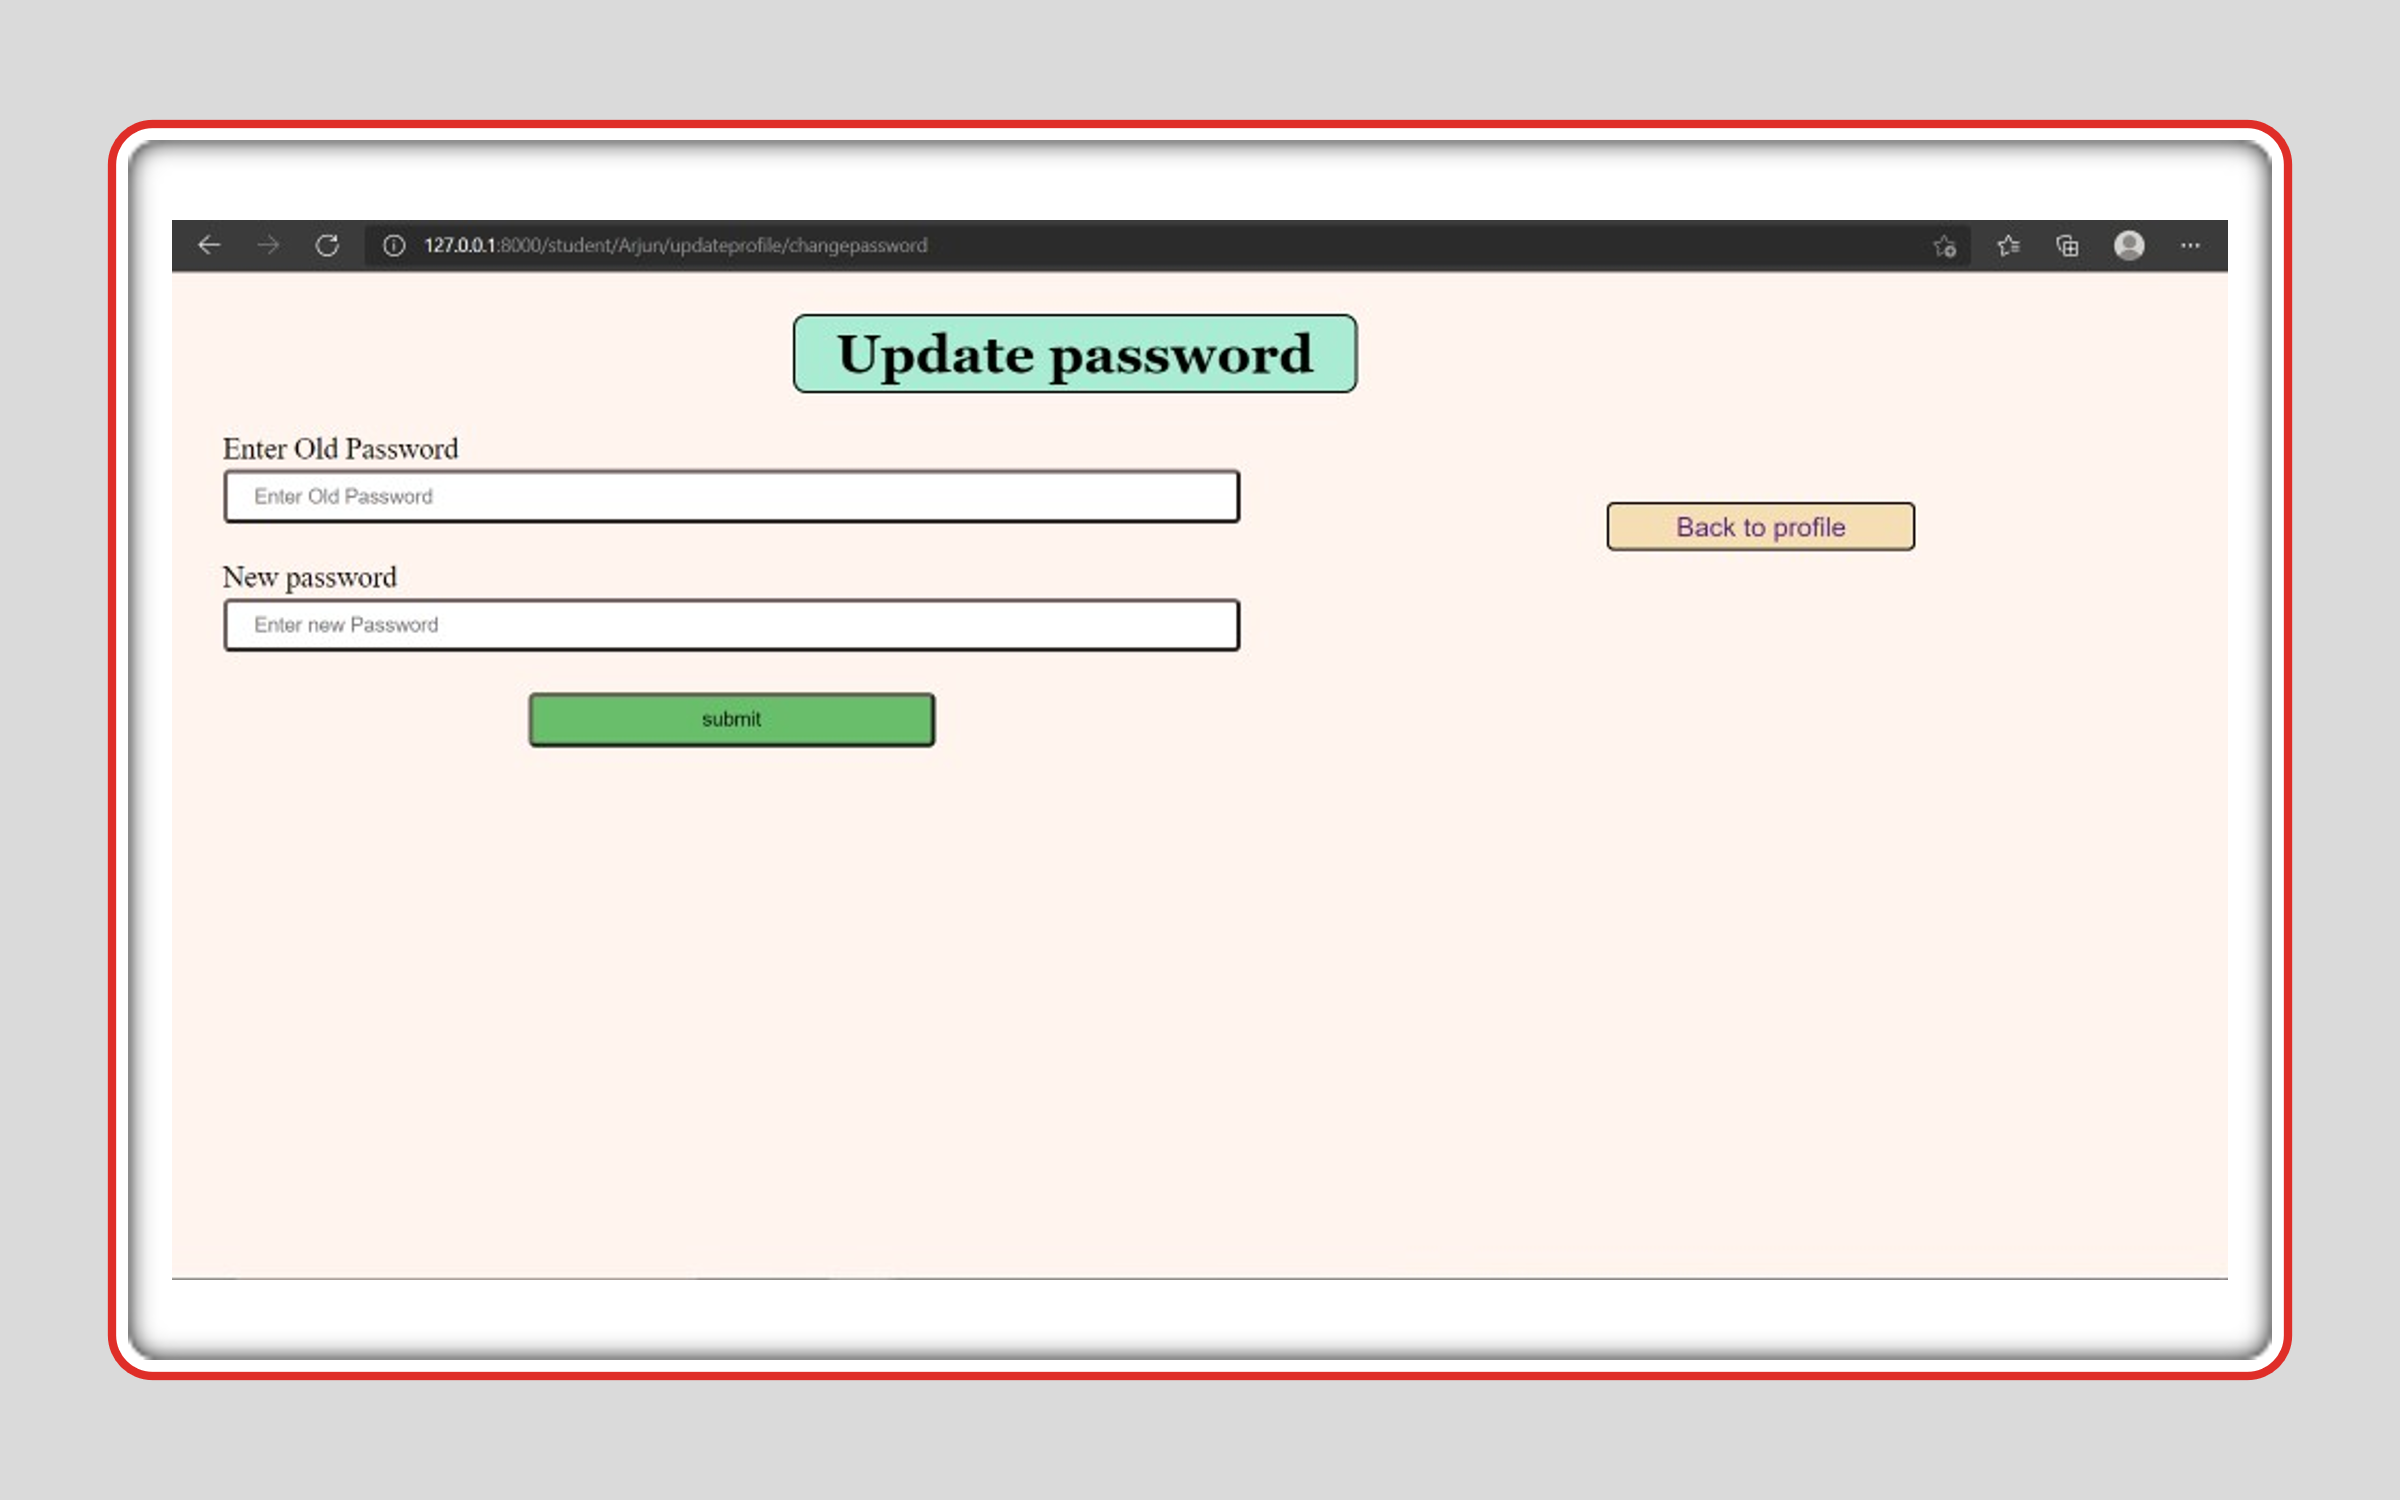 127.0.0.1:8000/student/Arjun/updateprofile/changepassword
Update password
Enter Old Password
Enter Old Password
Back to profile
New password
Enter new Password
submit